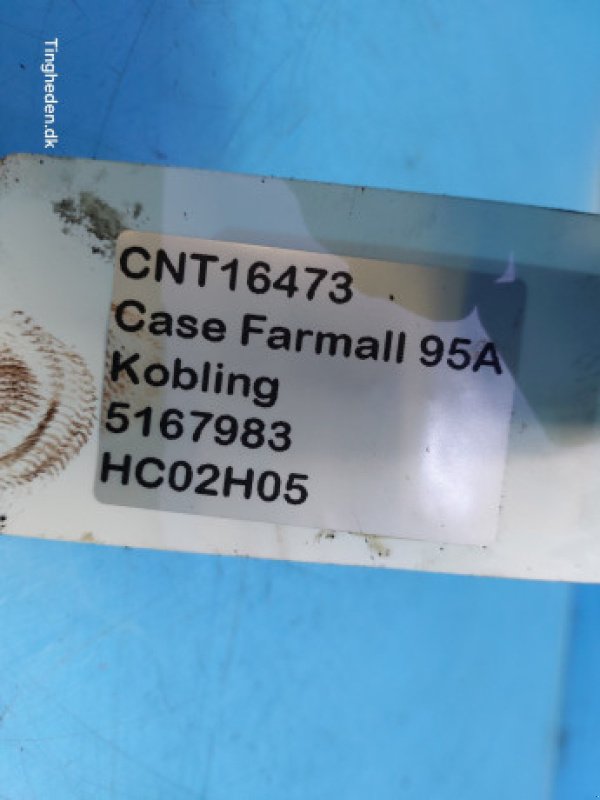 Tingheden.dk
CNT16473
Case Farmall 95A
Kobling
5167983
HC02H05